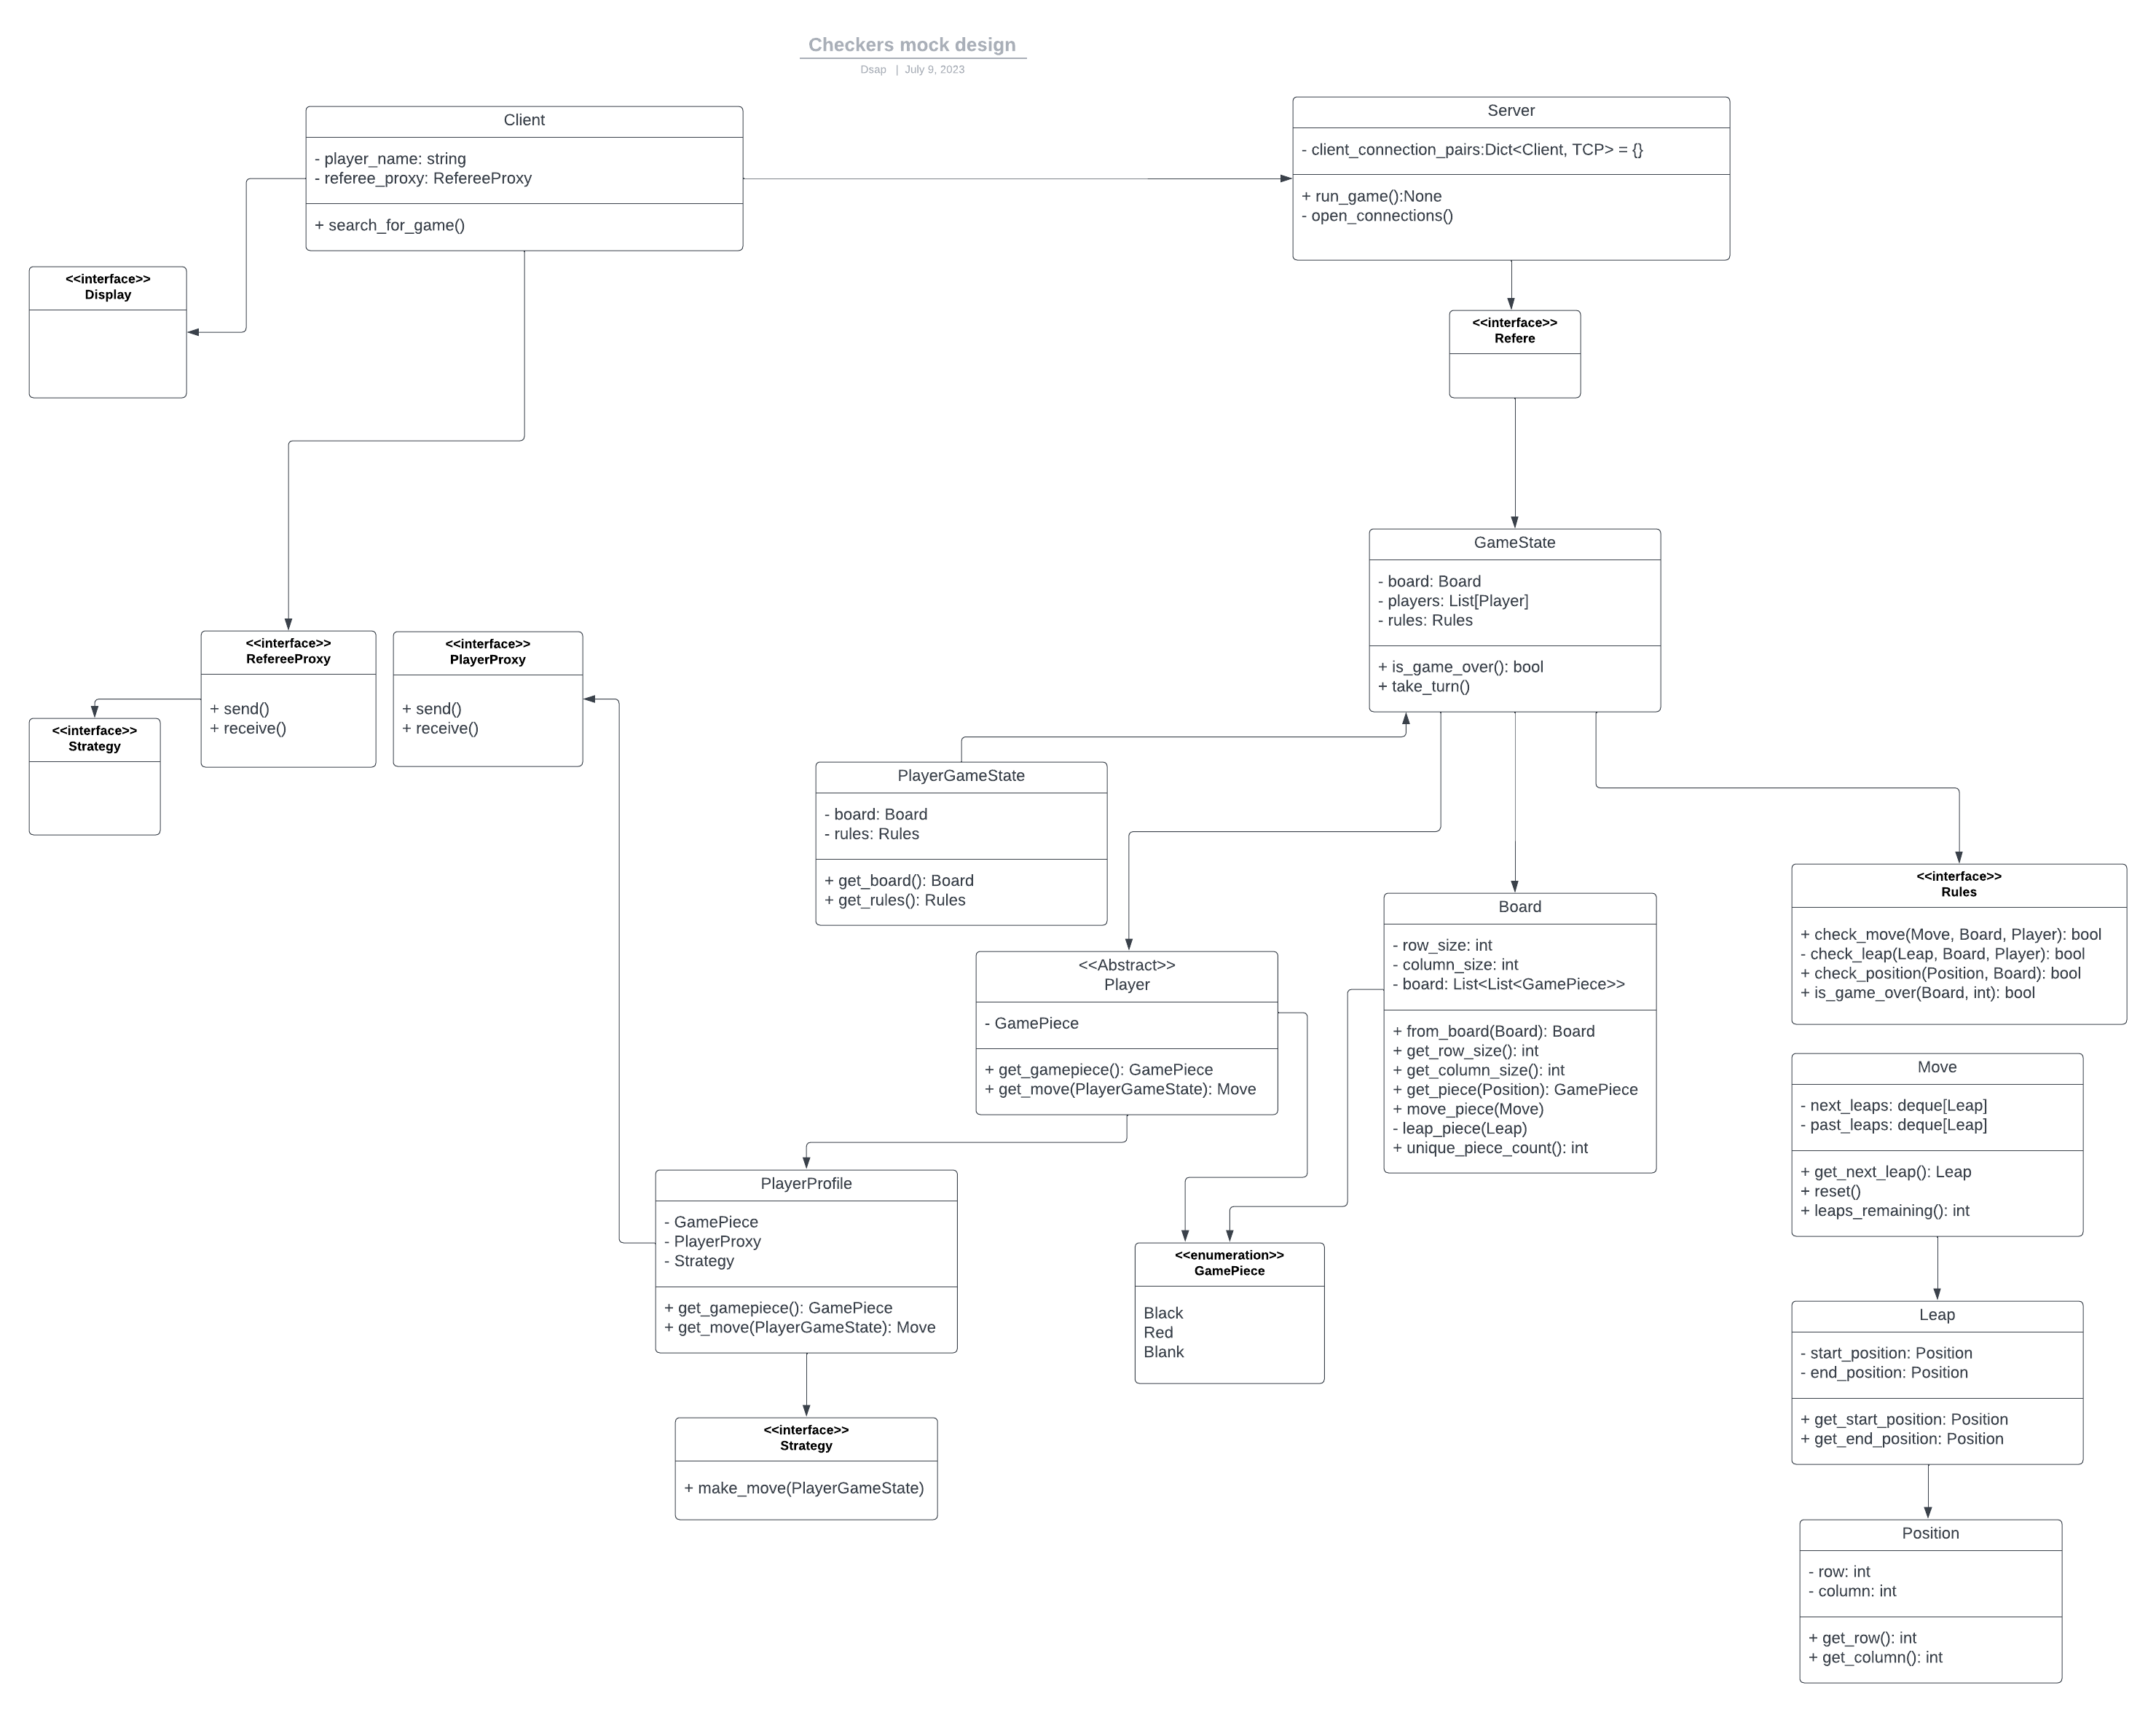 Checkers mock design
Dsap | July 9, 2023
Client
- player_name: string
- referee_proxy: RefereeProxy
+ search_for_game()
Server
- client_connection_pairs:Dict<Client, TCP> = {}
+ run_game():None
- open_connections()
<<interface>>
Display
<<interface>>
Refere
GameState
- board: Board
- players: List[Player]
- rules: Rules
+ is_game_over(): bool
+ take_turn()
<<interface>>
RefereeProxy
+ send()
+ receive()
<<interface>>
PlayerProxy
+ send()
+ receive()
<<interface>>
Strategy
PlayerGameState
- board: Board
- rules: Rules
+ get_board(): Board
+ get_rules(): Rules
<<interface>>
Rules
+ check_move(Move, Board, Player): bool
- check_leap(Leap, Board, Player): bool
+ check_position(Position, Board): bool
+ is_game_over(Board, int): bool
Board
- row_size: int
- column_size: int
- board: List<List<GamePiece>>
+ from_board(Board): Board
+ get_row_size(): int
+ get_column_size(): int
+ get_piece(Position): GamePiece
+ move_piece(Move)
- leap_piece(Leap)
+ unique_piece_count(): int
<<Abstract>>
Player
- GamePiece
+ get_gamepiece(): GamePiece
+ get_move(PlayerGameState): Move
Move
- next_leaps: deque[Leap]
- past_leaps: deque[Leap]
+ get_next_leap(): Leap
+ reset()
+ leaps_remaining(): int
PlayerProfile
- GamePiece
- PlayerProxy
- Strategy
+ get_gamepiece(): GamePiece
+ get_move(PlayerGameState): Move
<<enumeration>>
GamePiece
Black
Red
Blank
Leap
- start_position: Position
- end_position: Position
+ get_start_position: Position
+ get_end_position: Position
<<interface>>
Strategy
+ make_move(PlayerGameState)
Position
- row: int
- column: int
+ get_row(): int
+ get_column(): int